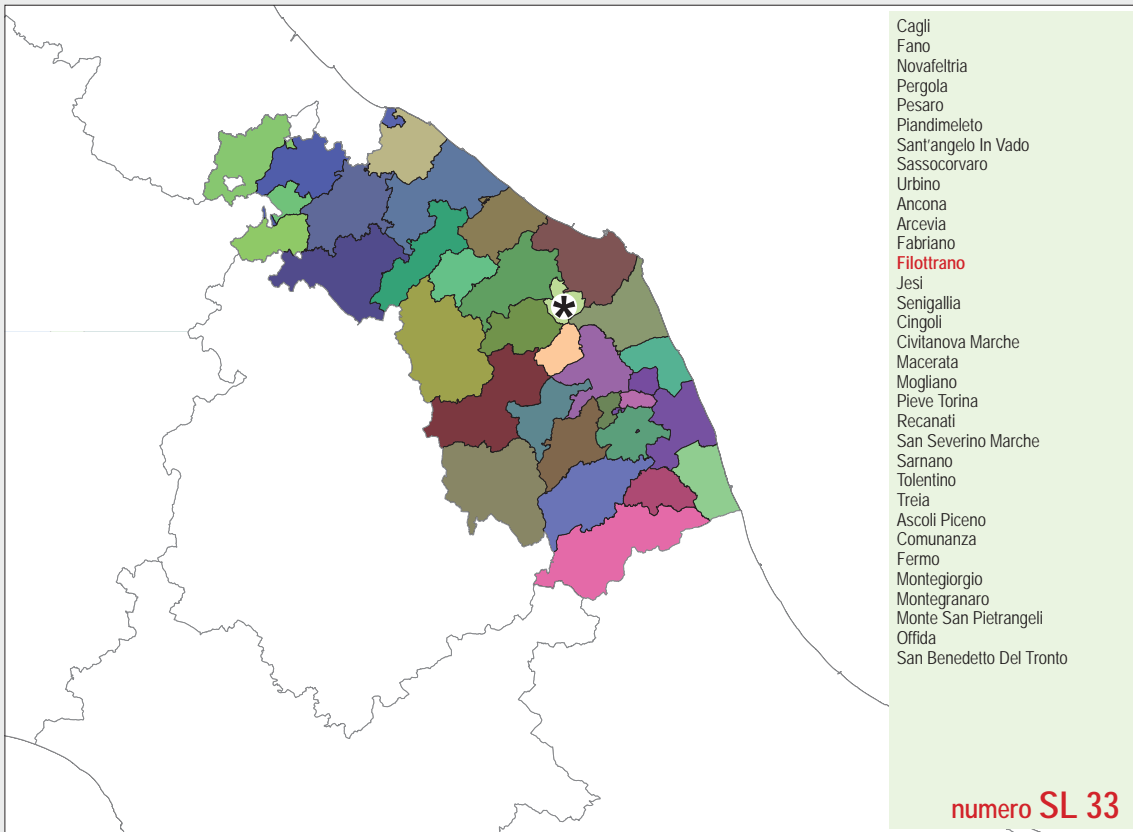 Cagli
Fano
Novafeltria
Pergola
Pesaro
Piandimeleto
Sant'angelo In Vado
Sassocorvaro
Urbino
Ancona
Arcevia
Fabriano
Filottrano
Jesi
Senigallia
Cingoli
Civitanova Marche
Macerata
Mogliano
Pieve Torina
Recanati
San Severino Marche
Sarnano
Tolentino
Treia
Ascoli Piceno
Comunanza
Fermo
Montegiorgio
Montegranaro
Monte San Pietrangeli
Offida
San Benedetto Del Tronto
numero SL 33